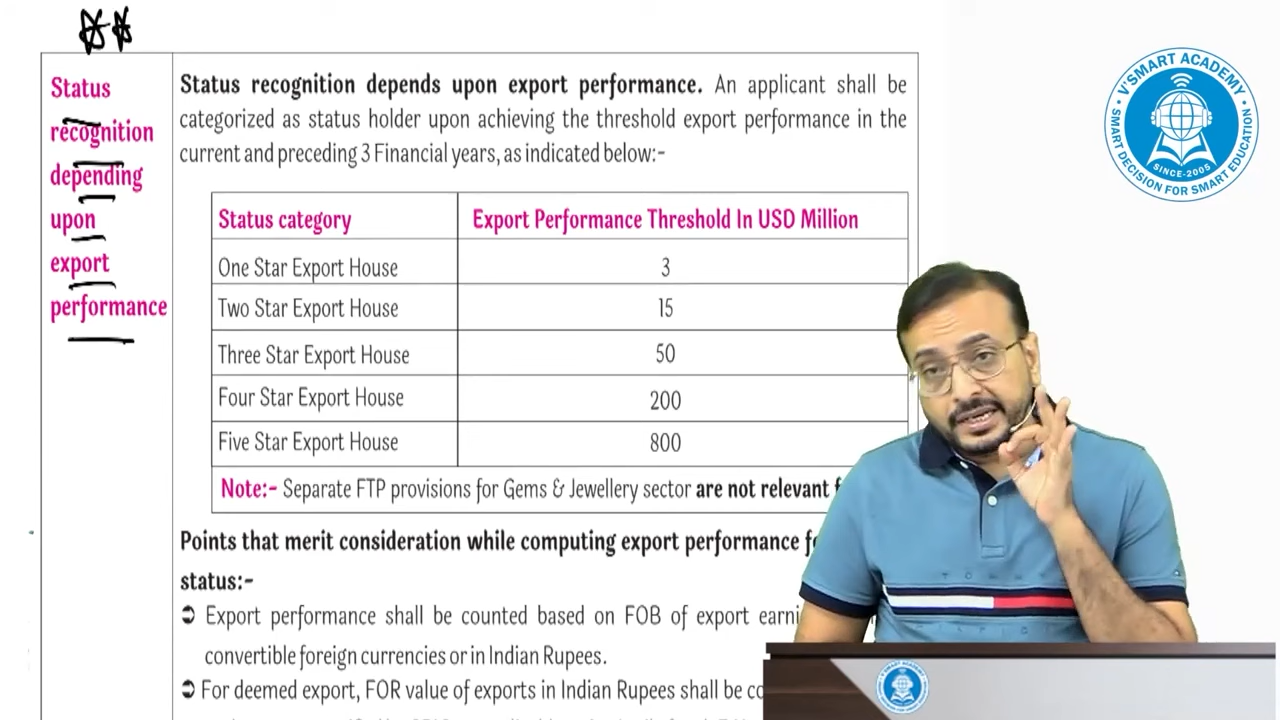 Status
recognition
depending
upon
export
performance
Status recognition depends upon export performance. An applicant shall be
categorized as status holder upon achieving the threshold export performance in the
current and preceding 3 Financial years, as indicated below:-
Status category Export Performance Threshold In USD Million
One Star Export House 3
Two Star Export House 15
Three Star Export House 50
Four Star Export House 200
Five Star Export House 800
Note:- Separate FTP provisions for Gems & Jewellery sector are not relevant
Points that merit consideration while computing export performance
status:-
➲ Export performance shall be counted based on FOB of export
convertible foreign currencies or in Indian Rupees.
➲ For deemed export, FOR value of exports in Indian Rupees shall be
V'SMART ACADEMY
SINCE-2005
SMART DECISION FOR SMART EDUCATION